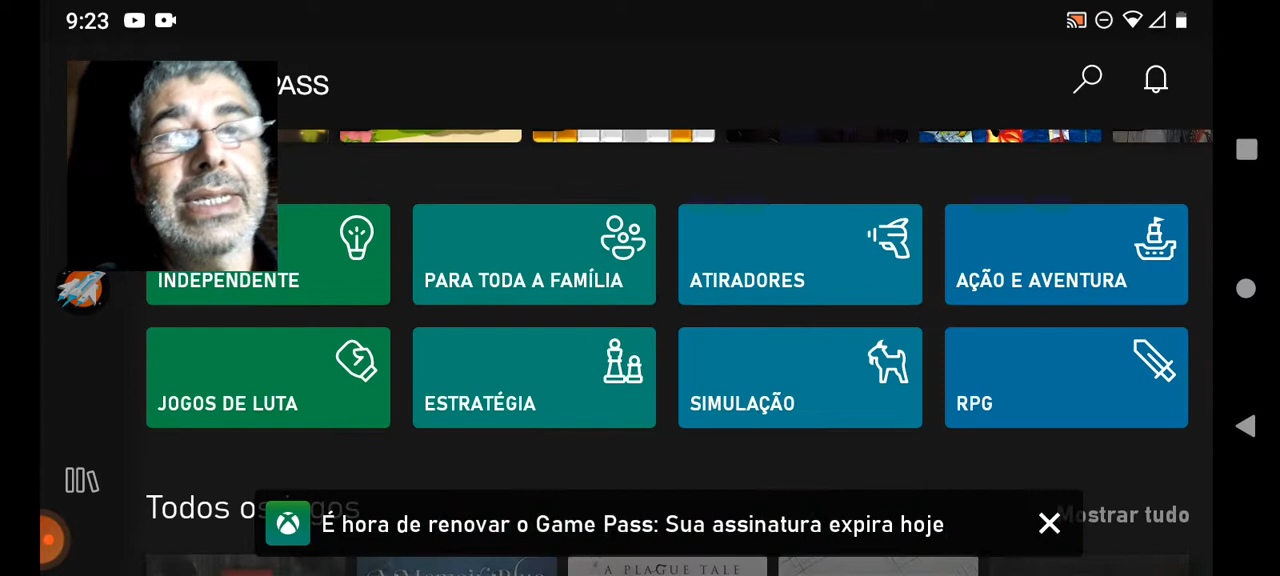 9:23
PASS
INDEPENDENTE
PARA TODA A FAMÍLIA
ATIRADORES
AÇÃO E AVENTURA
JOGOS DE LUTA
ESTRATÉGIA
SIMULAÇÃO
RPG
Todos os jogos
Mostrar tudo
É hora de renovar o Game Pass: Sua assinatura expira hoje
A PLAGUE TALE